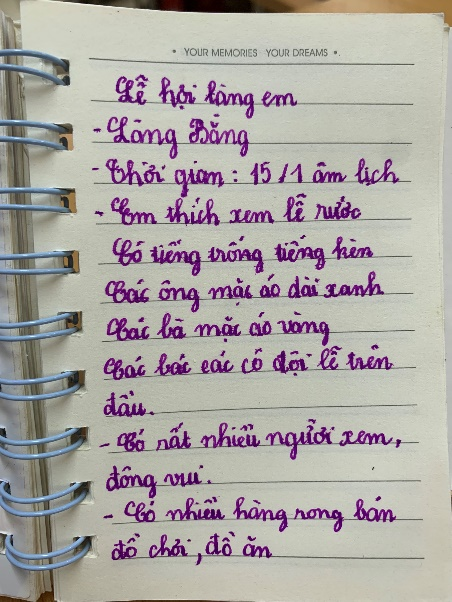 • YOUR MEMORIES YOUR DREAMS •
Lễ hội làng em
- Làng Bằng
- Thời gian : 15/1 âm lịch
- Em thích xem lễ rước
Có tiếng trống tiếng kèn
Các ông mặc áo dài xanh
Các bà mặc áo vàng
Các bác các cô đội lễ trên
đầu.
- Có rất nhiều người xem,
đông vui.
- Có nhiều hàng rong bán
đồ chơi, đồ ăn